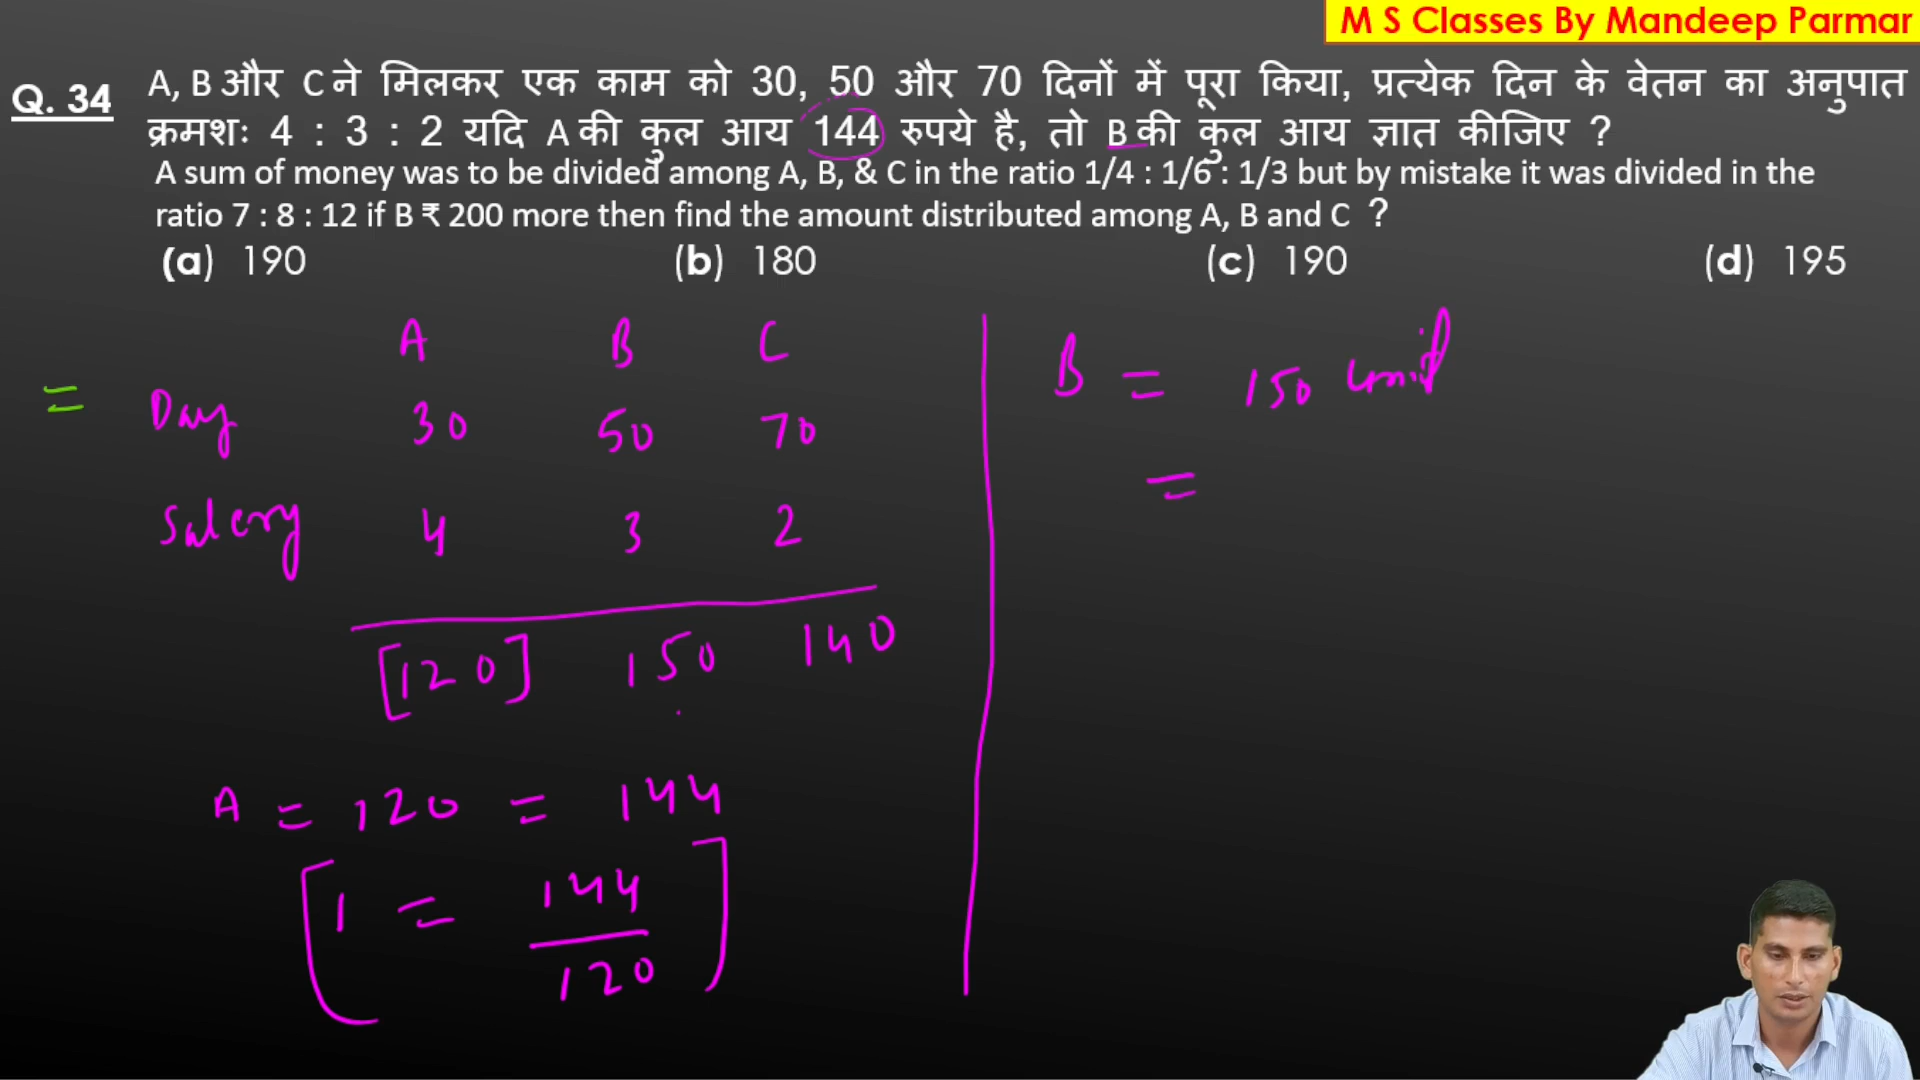 M S Classes By Mandeep Parmar
Q. 34 A, B और C ने मिलकर एक काम को 30, 50 और 70 दिनों में पूरा किया, प्रत्येक दिन के वेतन का अनुपात
क्रमशः 4 : 3 : 2 यदि A की कुल आय 144 रुपये है, तो B की कुल आय ज्ञात कीजिए ?
A sum of money was to be divided among A, B, & C in the ratio 1/4 : 1/6 : 1/3 but by mistake it was divided in the
ratio 7 : 8 : 12 if B ₹ 200 more then find the amount distributed among A, B and C ?
(a) 190 (b) 180 (c) 190 (d) 195
A B C
= Day 30 50 70
Salery 4 3 2
[120] 150 140
A = 120 = 144
[1 = 144/120]
B = 150 unit
=